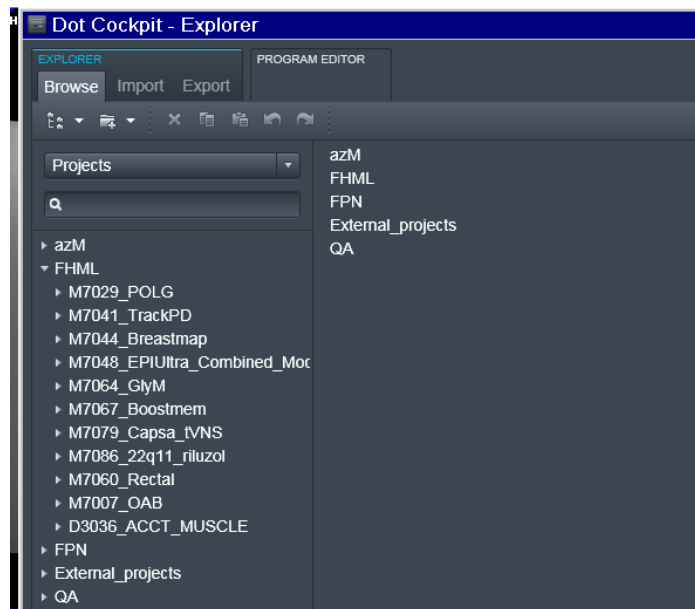 H
Dot Cockpit - Explorer
EXPLORER
PROGRAM EDITOR
Browse Import Export
Projects
azM
FHML
M7029_POLG
M7041_TrackPD
M7044_Breastmap
M7048_EPIUltra_Combined_Moc
M7064_GlyM
M7067_Boostmem
M7079_Capsa_tVNS
M7086_22q11_riluzol
M7060_Rectal
M7007_OAB
D3036_ACCT_MUSCLE
FPN
External_projects
QA
azM
FHML
FPN
External_projects
QA